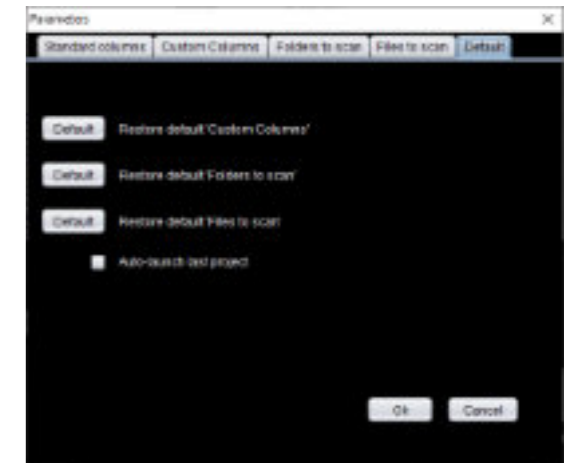 Parameters
Standard columns Custom Columns Folders to scan Files to scan Default
Default Restore default 'Custom Columns'
Default Restore default 'Folders to scan'
Default Restore default 'Files to scan'
Auto-launch last project
Ok Cancel